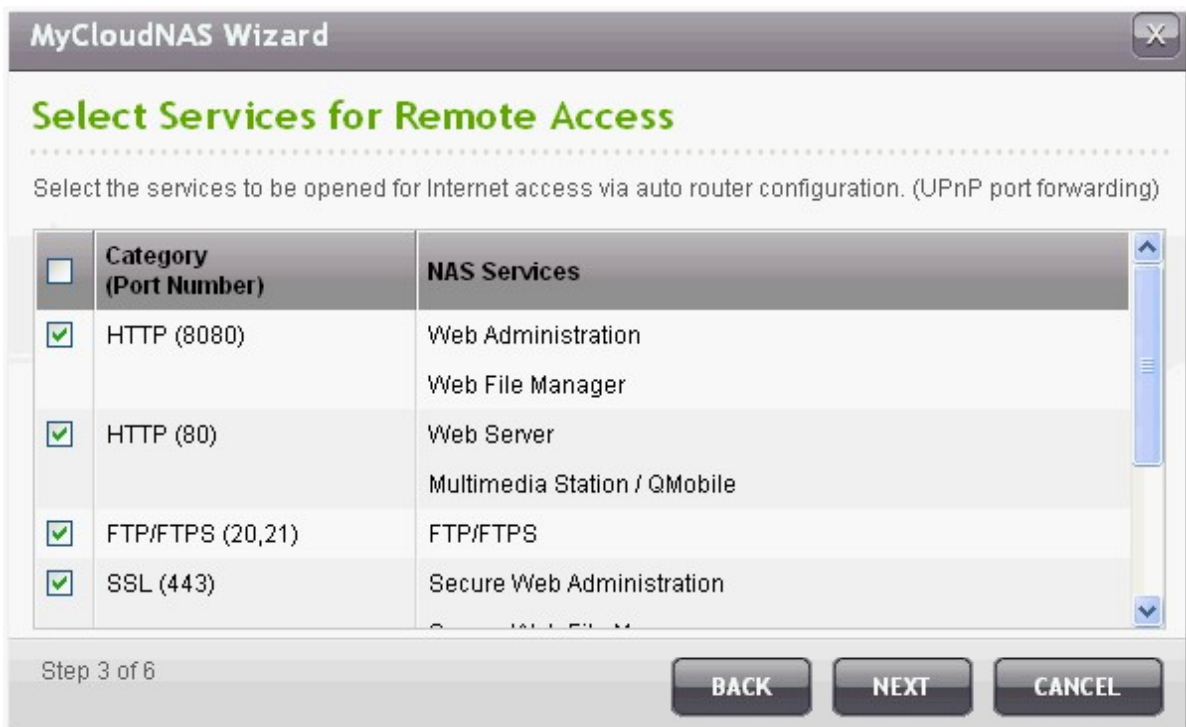 MyCloudNAS Wizard
X
Select Services for Remote Access
Select the services to be opened for Internet access via auto router configuration. (UPnP port forwarding)
Category
(Port Number)
NAS Services
HTTP (8080)
Web Administration
Web File Manager
HTTP (80)
Web Server
Multimedia Station / QMobile
FTP/FTPS (20,21)
FTP/FTPS
SSL (443)
Secure Web Administration
Step 3 of 6
BACK
NEXT
CANCEL